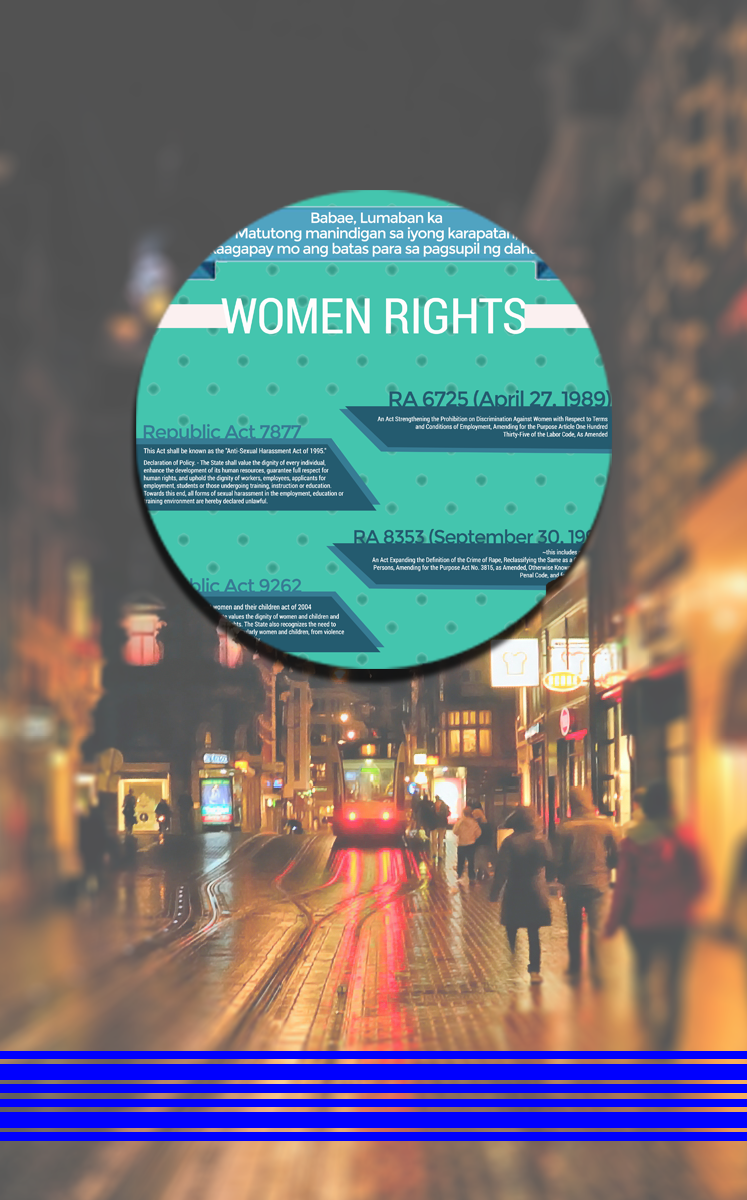 Babae, Lumaban ka
Matutong manindigan sa iyong karapatan,
mo ang batas para sa pagsupil ng
WOMEN RIGHTS
RA 6725 (April 27, 1989)
An Act Strengthening the Prohibition on Discrimination Against Women with Respect to Terms
and Conditions of Employment, Amending for the Purpose Article One Hundred
Thirty-Five of the Labor Code, As Amended
Republic Act 7877
This Act shall be known as the "Anti-Sexual Harassment Act of 1995."
Declaration of Policy. - The State shall value the dignity of every individual,
enhance the development of its human resources, guarantee full respect for
human rights, and uphold the dignity of workers, employees, applicants for
employment, students or those undergoing training, instruction or education.
Towards this end, all forms of sexual harassment in the employment, education or
training environment are hereby declared unlawful.
RA 8353 (September 30,
~this includes
An Act Expanding the Definition of the Crime of Rape, Reclassifying the Same as a
Persons, Amending for the Purpose Act No. 3815, as Amended, Otherwise
Penal Code, and
Act 9262
women and their children act of 2004
values the dignity of women and children and
The State also recognizes the need to
women and children, from violence